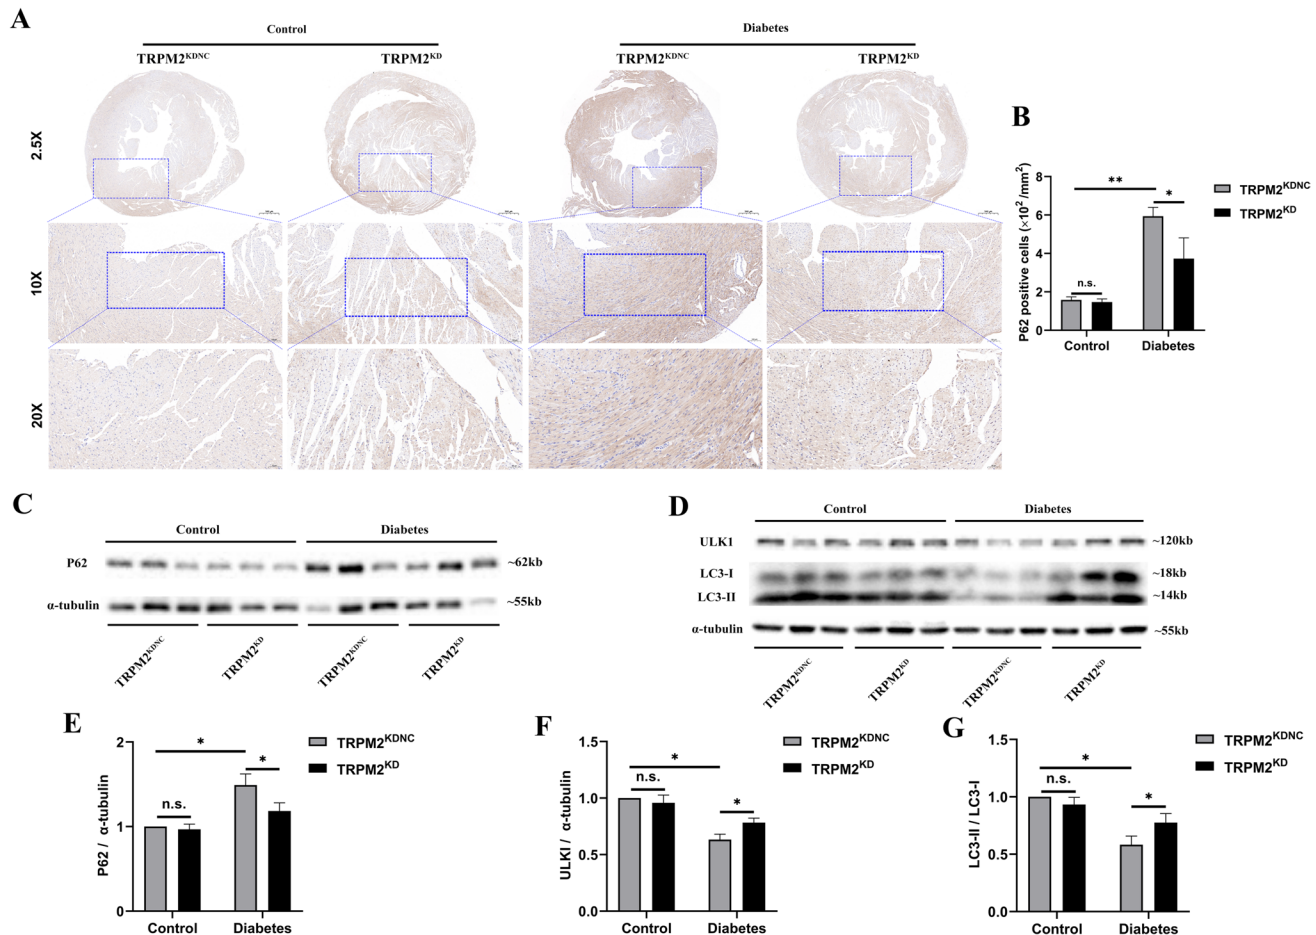 A
Control
Diabetes
TRPM2KDNC
TRPM2KD
TRPM2KDNC
TRPM2KD
2.5X
10X
20X
B
P62 positive cells (×10² /mm²)
8
6
4
2
0
**
*
n.s.
Control
Diabetes
TRPM2KDNC
TRPM2KD
C
Control
Diabetes
P62
~62kb
α-tubulin
~55kb
TRPM2KDNC
TRPM2KD
TRPM2KDNC
TRPM2KD
D
Control
Diabetes
ULK1
~120kb
LC3-I
~18kb
LC3-II
~14kb
α-tubulin
~55kb
TRPM2KDNC
TRPM2KD
TRPM2KDNC
TRPM2KD
E
P62 / α-tubulin
2
1
0
*
*
n.s.
Control
Diabetes
TRPM2KDNC
TRPM2KD
F
ULKI / α-tubulin
1.5
1.0
0.5
0.0
*
n.s.
*
Control
Diabetes
TRPM2KDNC
TRPM2KD
G
LC3-II / LC3-I
1.5
1.0
0.5
0.0
*
n.s.
*
Control
Diabetes
TRPM2KDNC
TRPM2KD